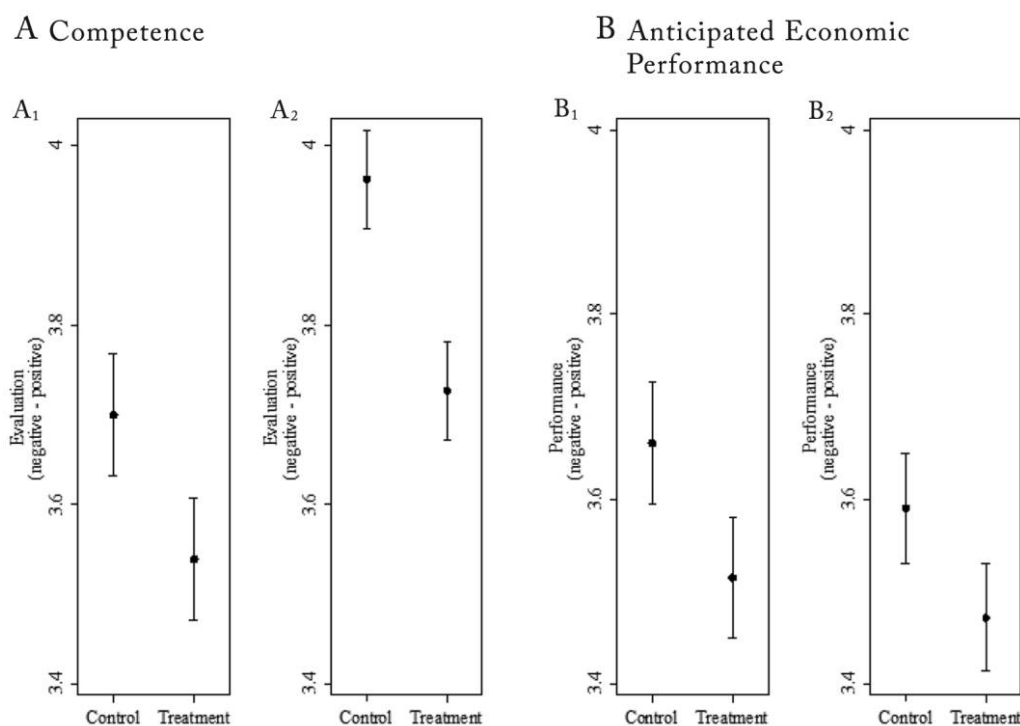 A Competence
B Anticipated Economic
Performance
A1
A2
B1
B2
4
3.8
3.6
3.4
Evaluation
(negative - positive)
Control Treatment
4
3.8
3.6
3.4
Evaluation
(negative - positive)
Control Treatment
4
3.8
3.6
3.4
Performance
(negative - positive)
Control Treatment
4
3.8
3.6
3.4
Performance
(negative - positive)
Control Treatment